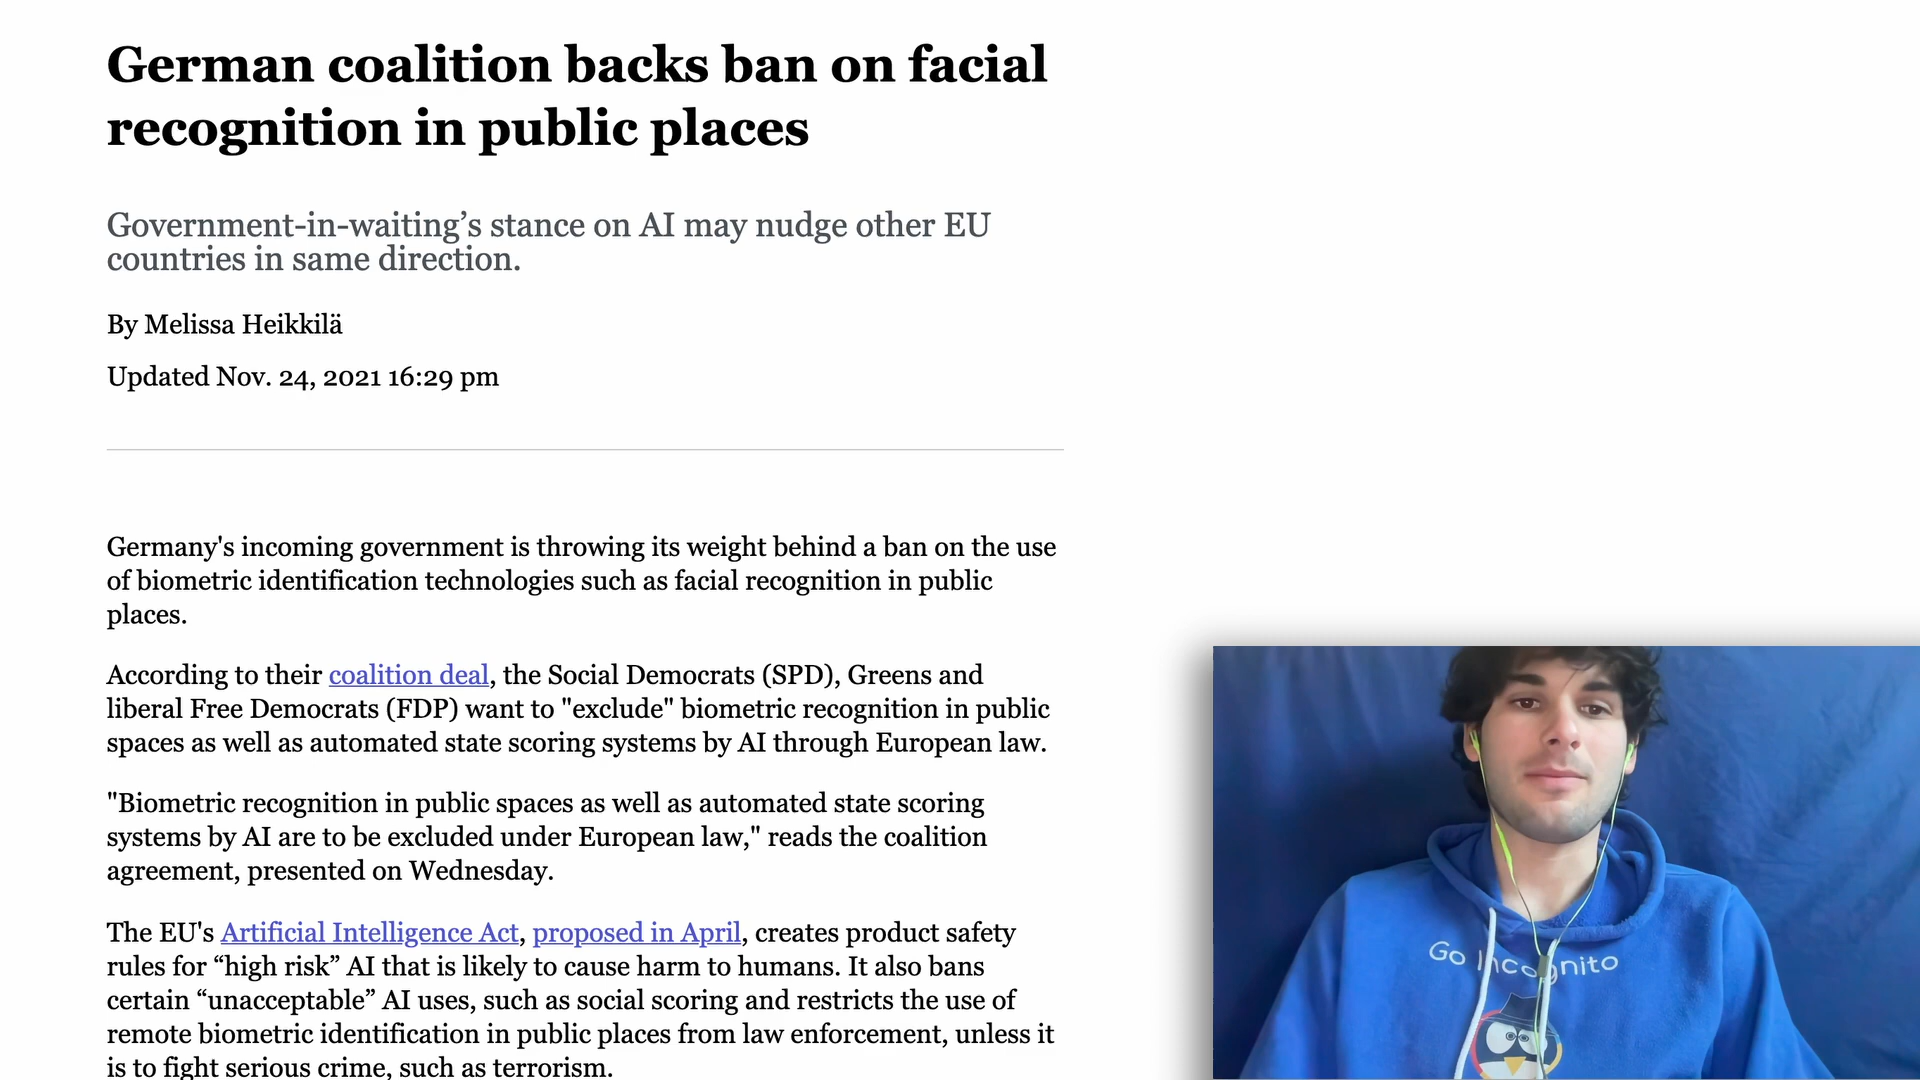 German coalition backs ban on facial
recognition in public places
Government-in-waiting’s stance on AI may nudge other EU
countries in same direction.
By Melissa Heikkilä
Updated Nov. 24, 2021 16:29 pm
Germany's incoming government is throwing its weight behind a ban on the use
of biometric identification technologies such as facial recognition in public
places.
According to their coalition deal, the Social Democrats (SPD), Greens and
liberal Free Democrats (FDP) want to "exclude" biometric recognition in public
spaces as well as automated state scoring systems by AI through European law.
"Biometric recognition in public spaces as well as automated state scoring
systems by AI are to be excluded under European law," reads the coalition
agreement, presented on Wednesday.
The EU's Artificial Intelligence Act, proposed in April, creates product safety
rules for “high risk” AI that is likely to cause harm to humans. It also bans
certain “unacceptable” AI uses, such as social scoring and restricts the use of
remote biometric identification in public places from law enforcement, unless it
is to fight serious crime, such as terrorism.
Go Incognito